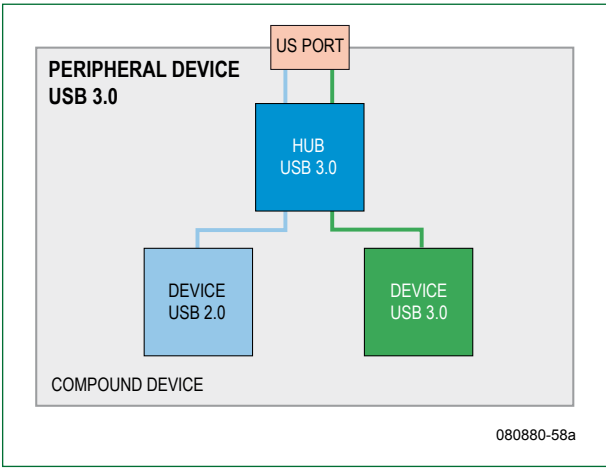 US PORT
PERIPHERAL DEVICE
USB 3.0
HUB
USB 3.0
DEVICE
USB 2.0
DEVICE
USB 3.0
COMPOUND DEVICE
080880-58a